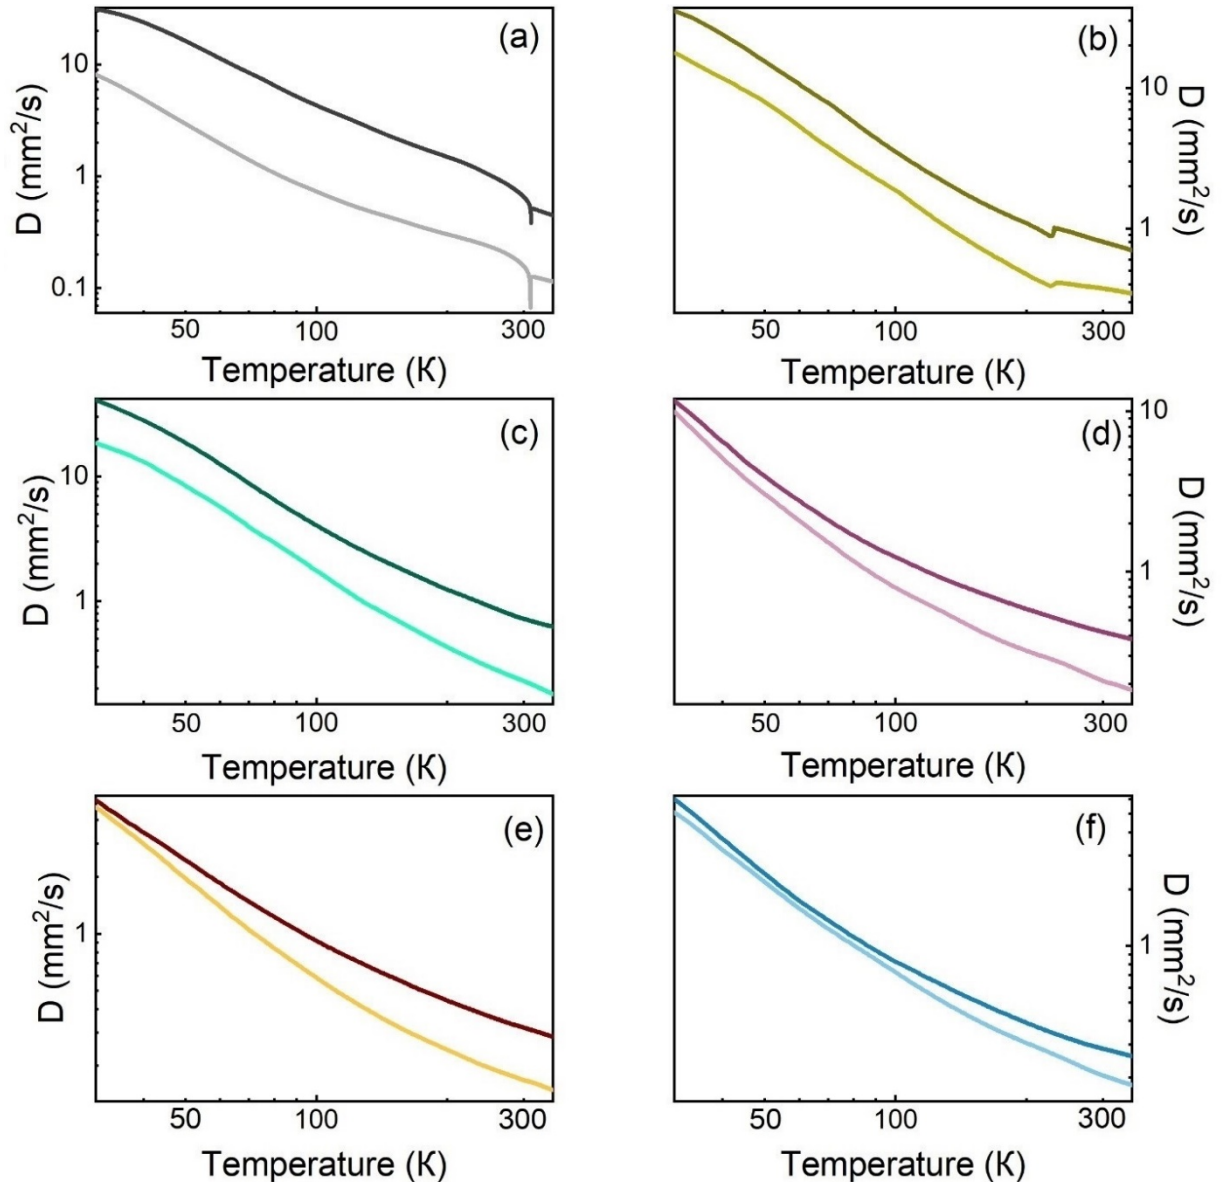 (a)
10
1
0.1
D (mm²/s)
50 100 300
Temperature (K)
(b)
10
1
D (mm²/s)
50 100 300
Temperature (K)
(c)
10
1
D (mm²/s)
50 100 300
Temperature (K)
(d)
10
1
D (mm²/s)
50 100 300
Temperature (K)
(e)
1
D (mm²/s)
50 100 300
Temperature (K)
(f)
1
D (mm²/s)
50 100 300
Temperature (K)